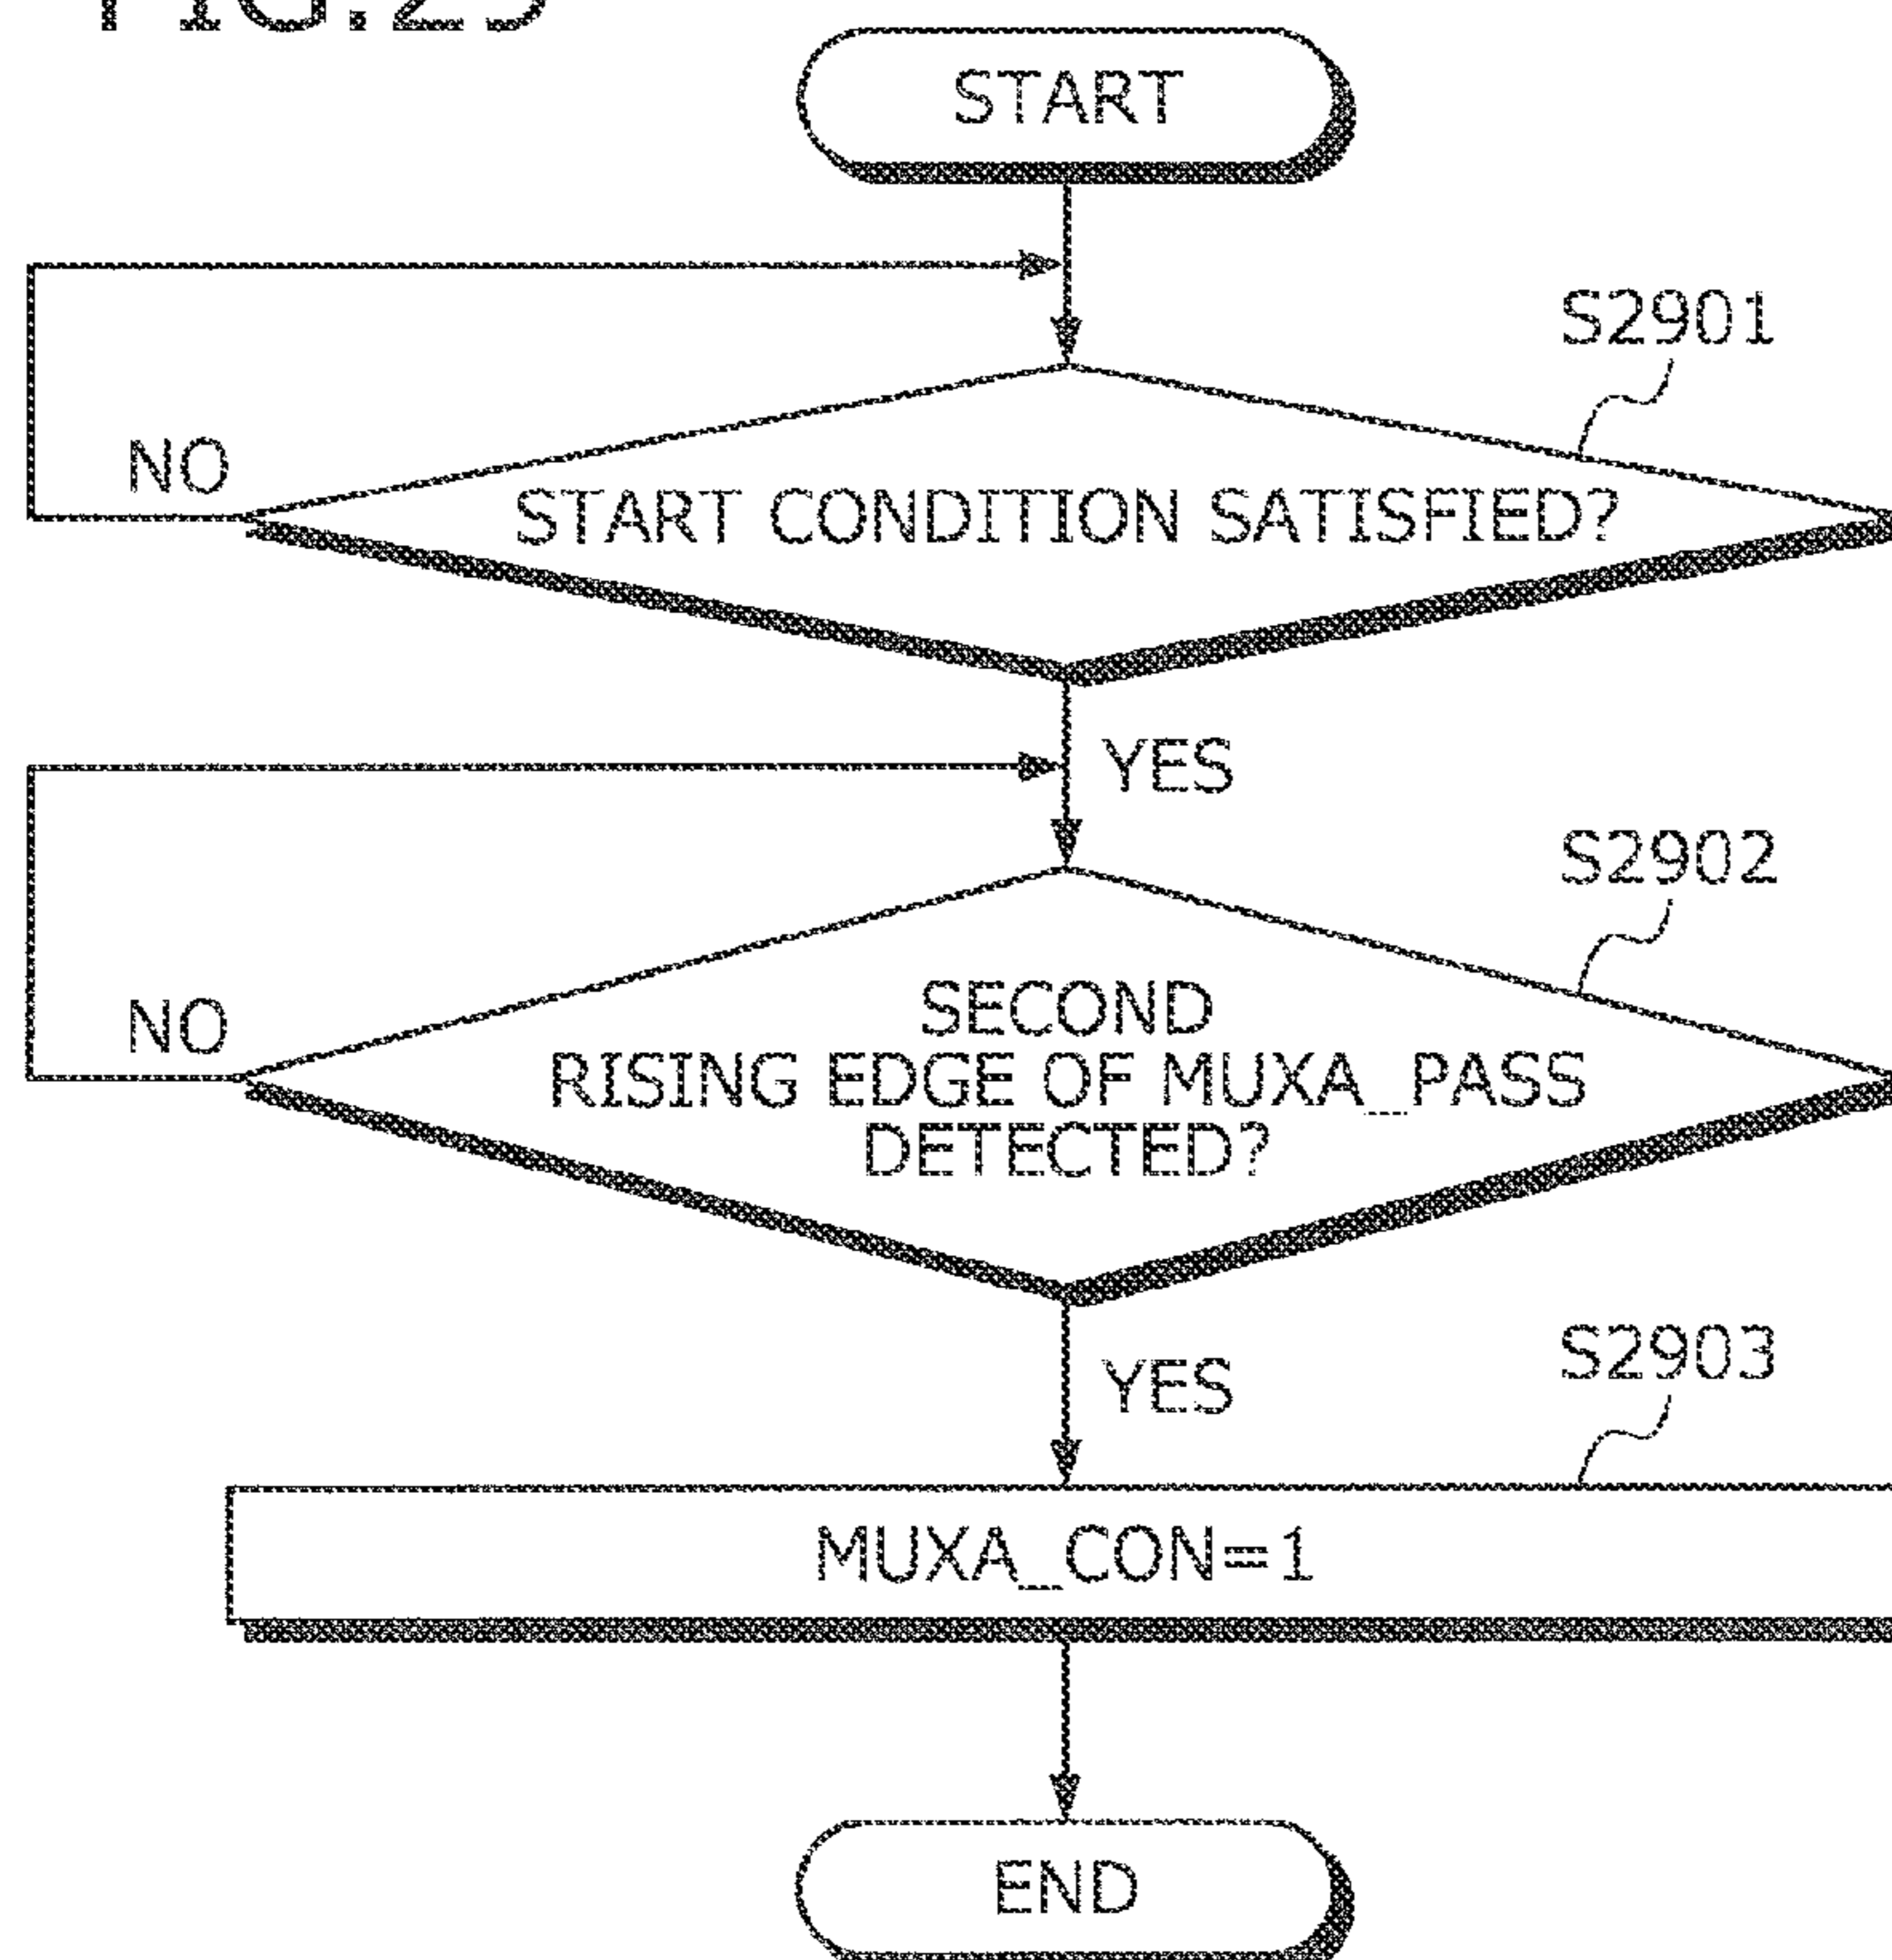 START
S2901
NO
START CONDITION SATISFIED?
YES
S2902
NO
SECOND
RISING EDGE OF MUXA_PASS
DETECTED?
YES
S2903
MUXA_CON=1
END